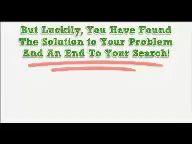 But Luckily, You Have Found
The Solution to Your Problem
And An End To Your Search!